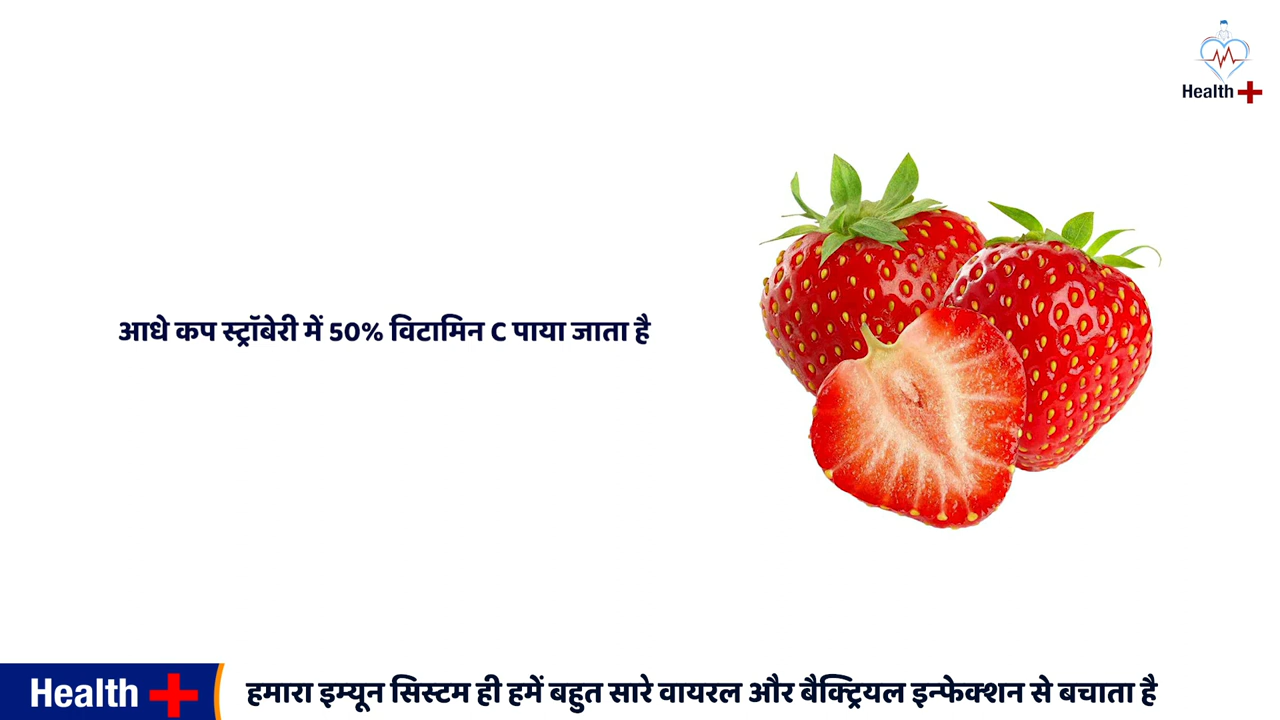 Health
आधे कप स्ट्रॉबेरी में 50% विटामिन C पाया जाता है
Health
हमारा इम्यून सिस्टम ही हमें बहुत सारे वायरल और बैक्ट्रियल इन्फेक्शन से बचाता है